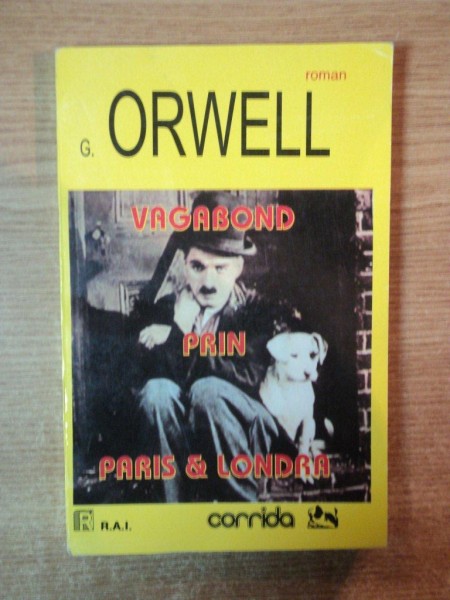 roman
G. ORWELL
VAGABOND
PRIN
PARIS & LONDRA
R.A.I. corrida